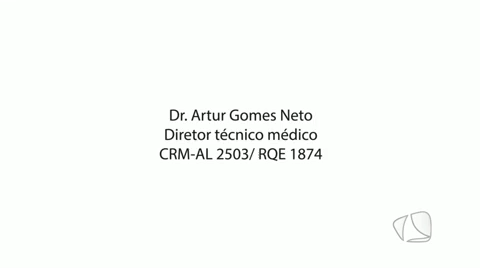 Dr. Artur Gomes Neto
Diretor técnico médico
CRM-AL 2503/ RQE 1874